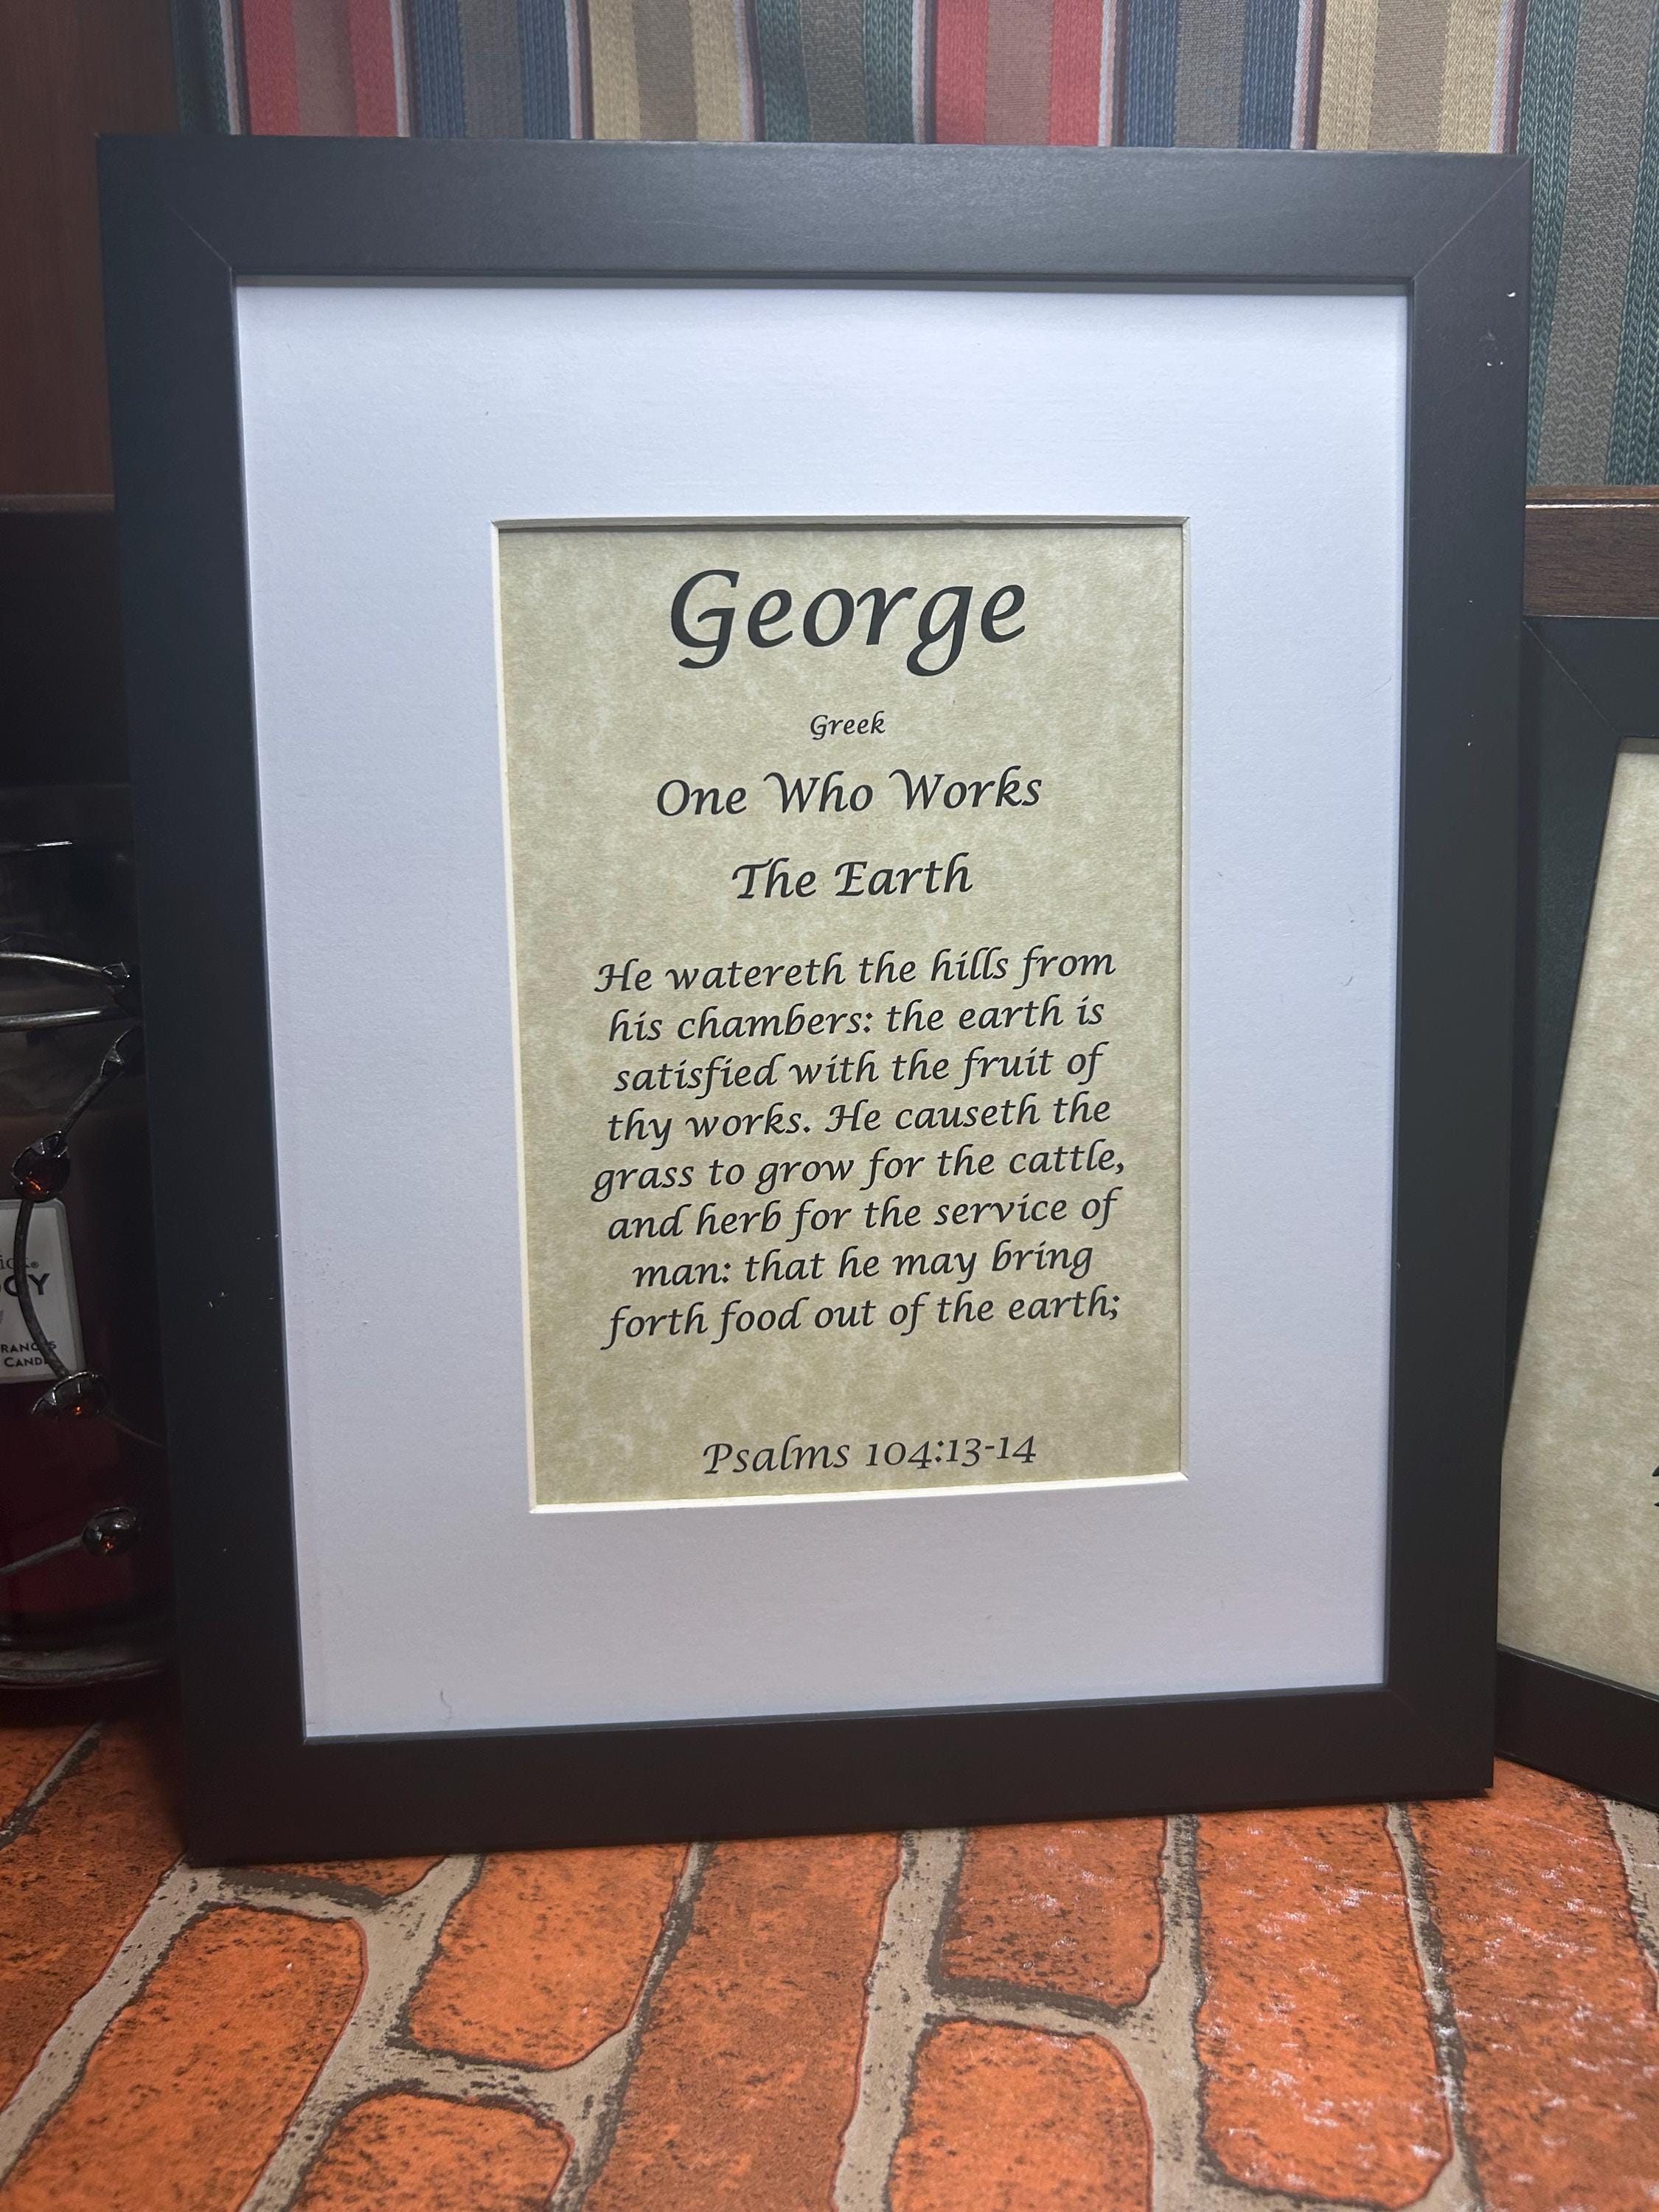 George
Greek
One Who Works
The Earth
He watereth the hills from
his chambers: the earth is
satisfied with the fruit of
thy works. He causeth the
grass to grow for the cattle,
and herb for the service of
man: that he may bring
forth food out of the earth;
Psalms 104:13-14
CANDL